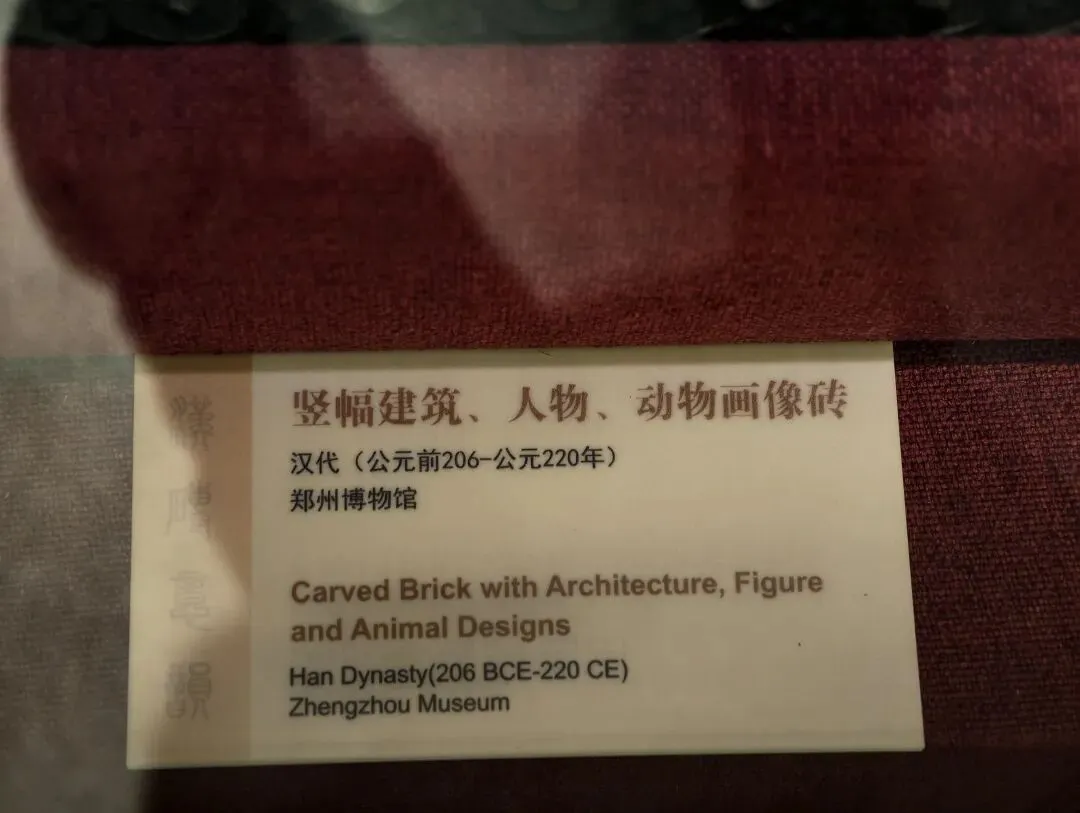 竖幅建筑、人物、动物画像砖
汉代（公元前206-公元220年）
郑州博物馆
Carved Brick with Architecture, Figure
and Animal Designs
Han Dynasty(206 BCE-220 CE)
Zhengzhou Museum